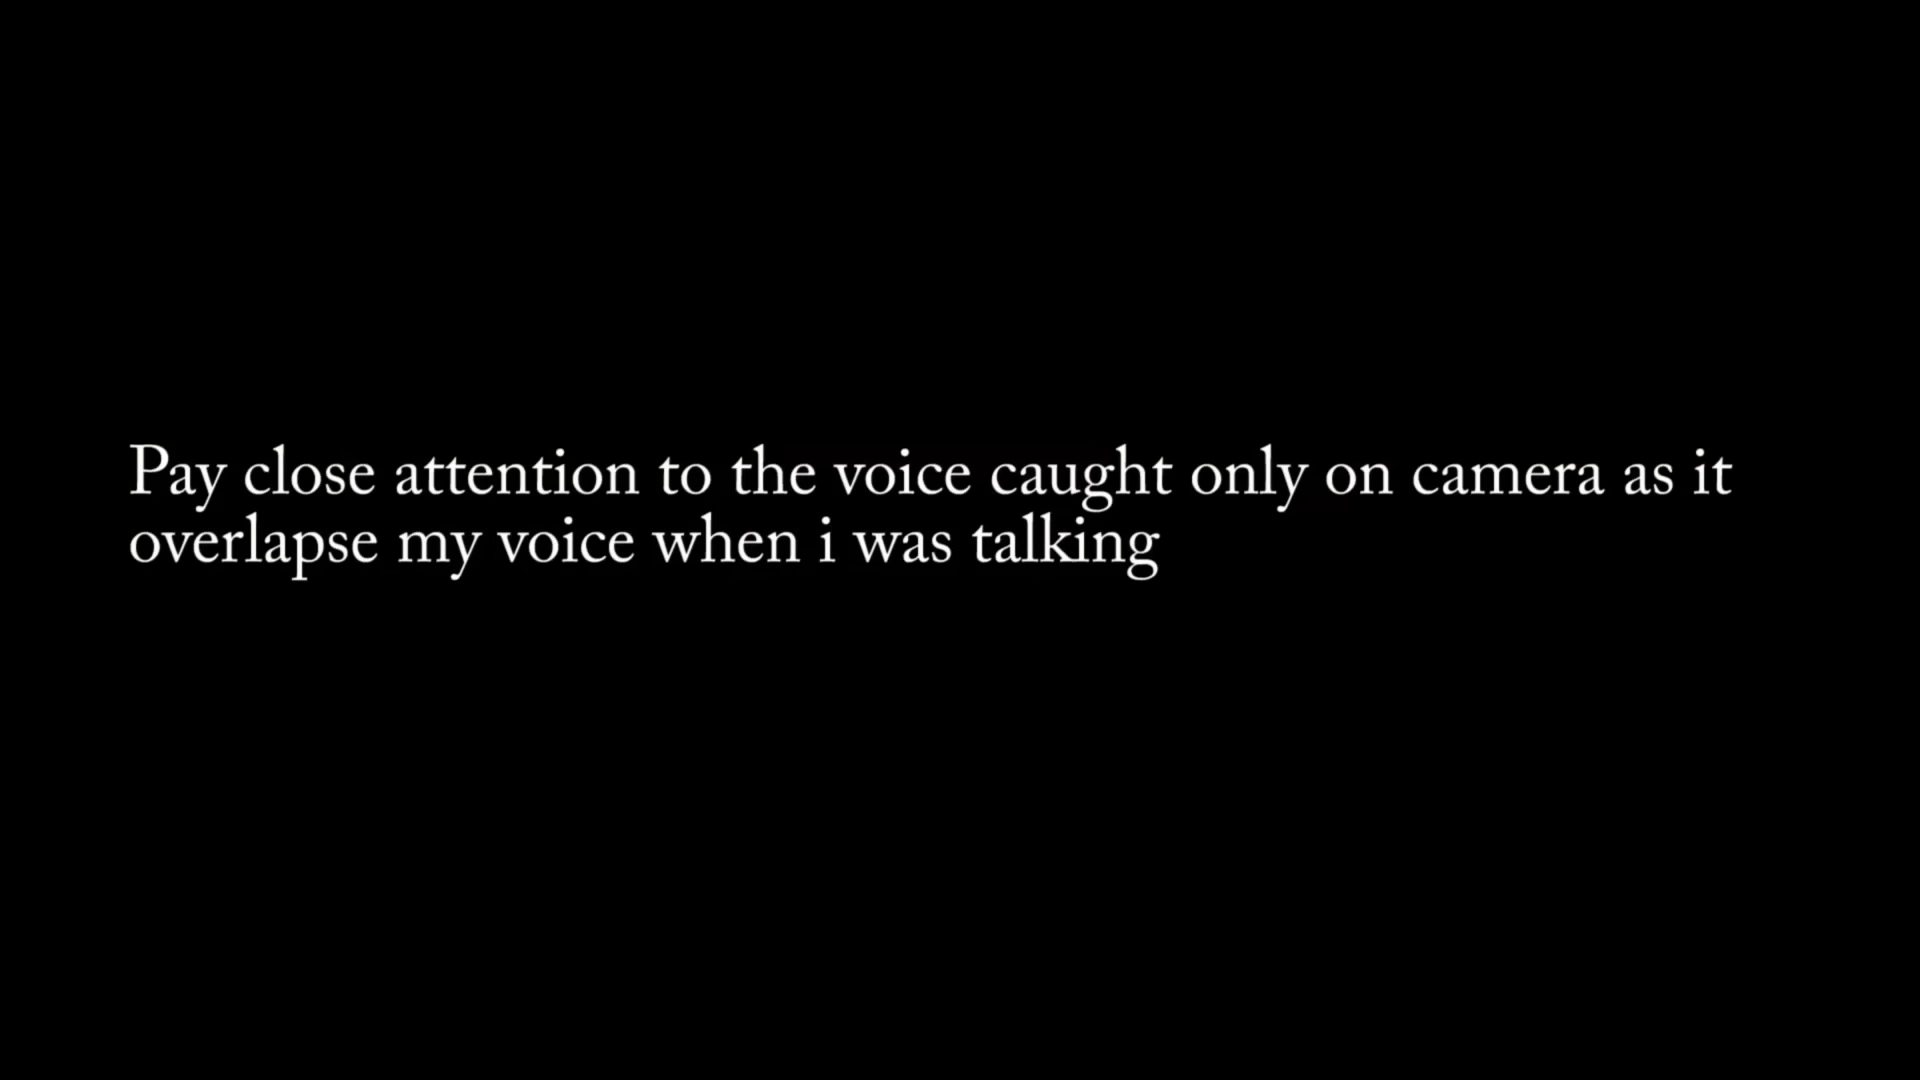 Pay close attention to the voice caught only on camera as it
overlapse my voice when i was talking